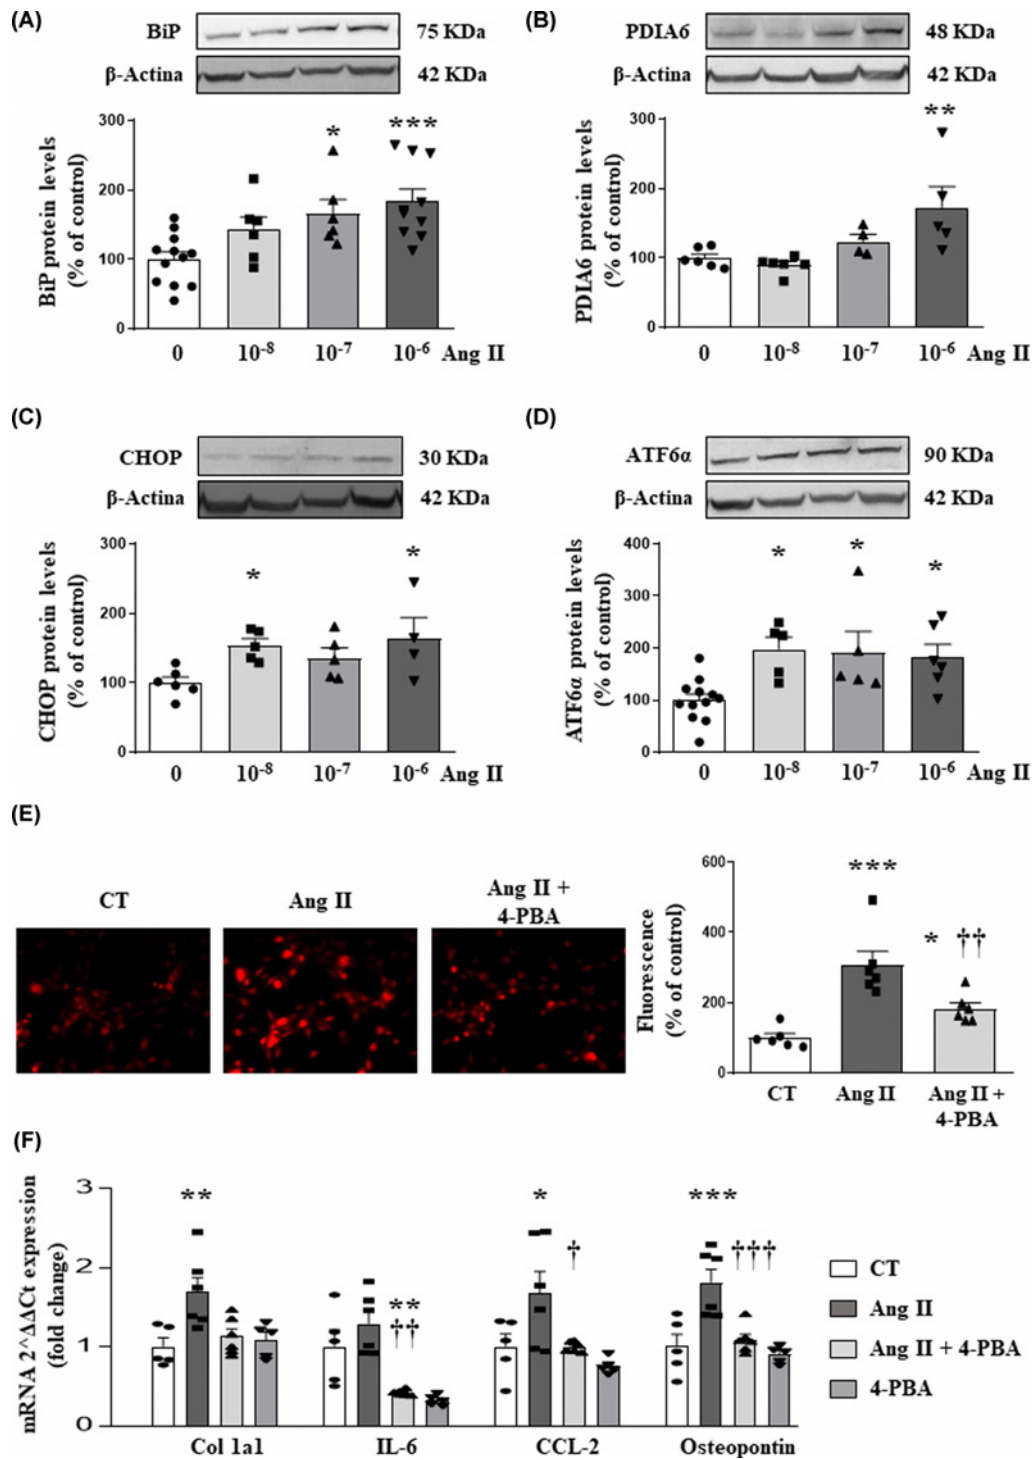 (A)
BiP
75 KDa
β-Actina
42 KDa
BiP protein levels
(% of control)
300
200
100
0
*
***
0 10⁻⁸ 10⁻⁷ 10⁻⁶ Ang II
(B)
PDIA6
48 KDa
β-Actina
42 KDa
PDIA6 protein levels
(% of control)
300
200
100
0
**
0 10⁻⁸ 10⁻⁷ 10⁻⁶ Ang II
(C)
CHOP
30 KDa
β-Actina
42 KDa
CHOP protein levels
(% of control)
300
200
100
0
*
*
0 10⁻⁸ 10⁻⁷ 10⁻⁶ Ang II
(D)
ATF6α
90 KDa
β-Actina
42 KDa
ATF6α protein levels
(% of control)
400
300
200
100
0
*
*
*
0 10⁻⁸ 10⁻⁷ 10⁻⁶ Ang II
(E)
CT
Ang II
Ang II +
4-PBA
Fluorescence
(% of control)
600
400
200
0
***
* ††
CT Ang II Ang II +
4-PBA
(F)
mRNA 2^ΔΔCt expression
(fold change)
3
2
1
0
**
**
††
*
†
***
†††
Col 1a1 IL-6 CCL-2 Osteopontin
CT
Ang II
Ang II + 4-PBA
4-PBA